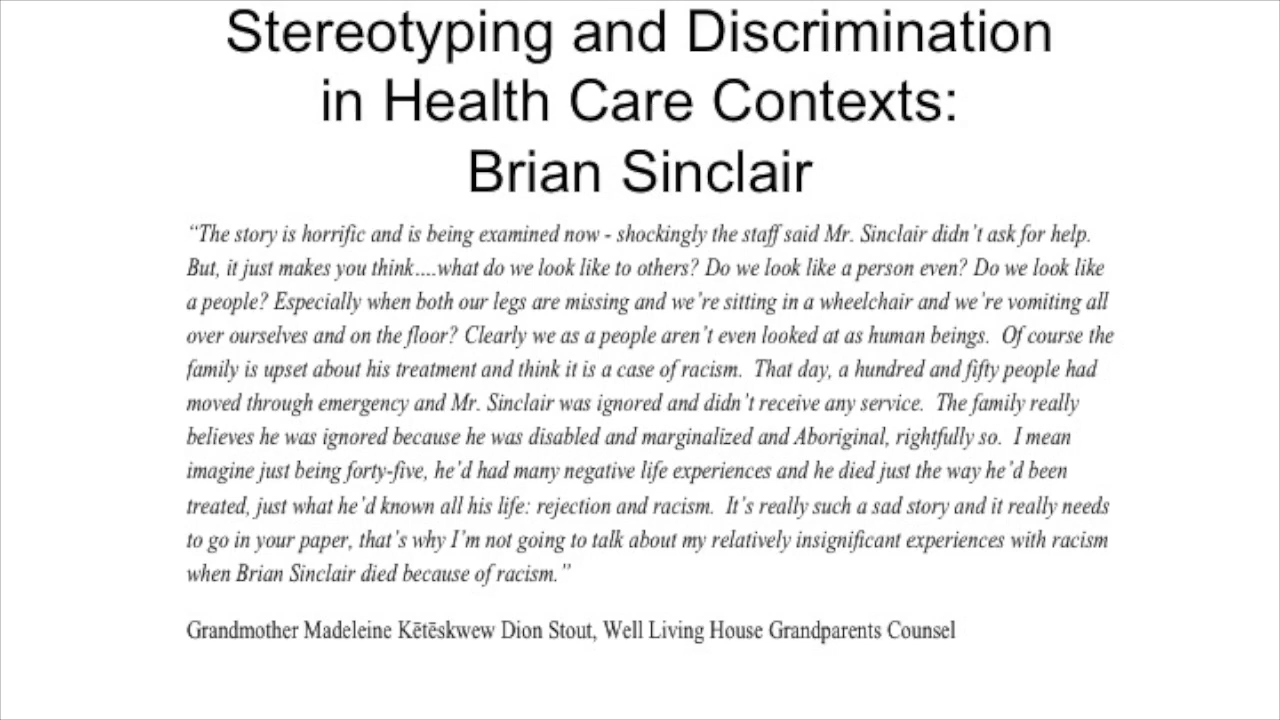 Stereotyping and Discrimination
in Health Care Contexts:
Brian Sinclair
“The story is horrific and is being examined now - shockingly the staff said Mr. Sinclair didn’t ask for help.
But, it just makes you think....what do we look like to others? Do we look like a person even? Do we look like
a people? Especially when both our legs are missing and we’re sitting in a wheelchair and we’re vomiting all
over ourselves and on the floor? Clearly we as a people aren’t even looked at as human beings.  Of course the
family is upset about his treatment and think it is a case of racism.  That day, a hundred and fifty people had
moved through emergency and Mr. Sinclair was ignored and didn’t receive any service.  The family really
believes he was ignored because he was disabled and marginalized and Aboriginal, rightfully so.  I mean
imagine just being forty-five, he’d had many negative life experiences and he died just the way he’d been
treated, just what he’d known all his life: rejection and racism.  It’s really such a sad story and it really needs
to go in your paper, that’s why I’m not going to talk about my relatively insignificant experiences with racism
when Brian Sinclair died because of racism.”
Grandmother Madeleine Kētēskwew Dion Stout, Well Living House Grandparents Counsel